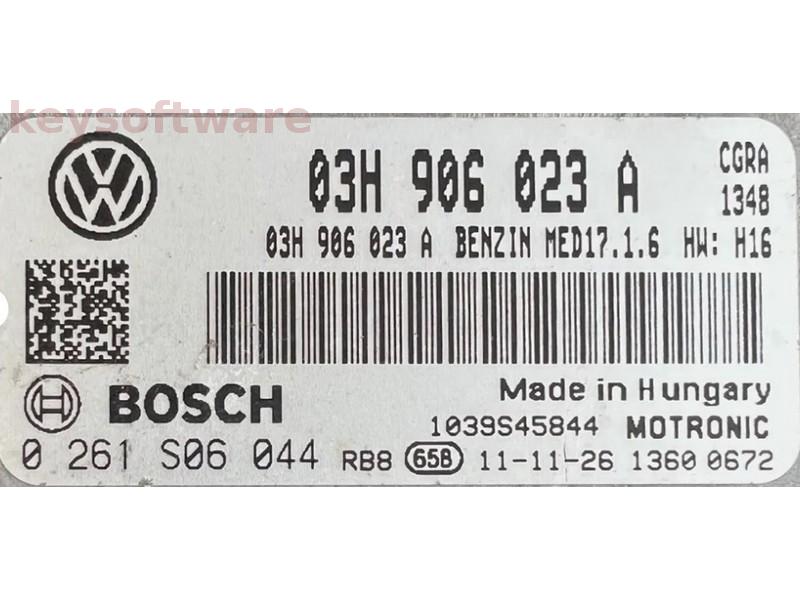 keysoftware
03H 906 023 A CGRA
1348
03H 906 023 A BENZIN MED17.1.6 HW: H16
BOSCH Made in Hungary
1039S45844 MOTRONIC
0 261 S06 044 RB8 65B 11-11-26 1360 0672